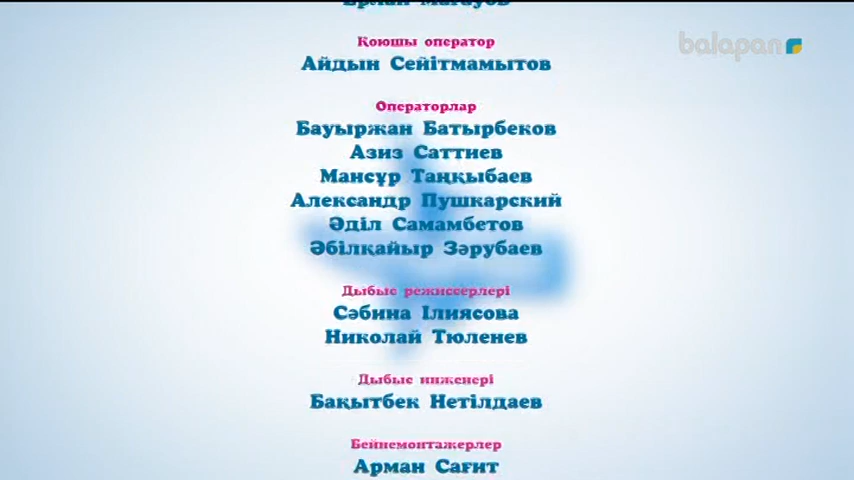 Қоюшы оператор
balapan
Айдын Сейітмамытов
Операторлар
Бауыржан Батырбеков
Азиз Саттиев
Мансұр Таңқыбаев
Александр Пушкарский
Әділ Самамбетов
Әбілқайыр Зәрубаев
Дыбыс режиссерлері
Сәбина Ілиясова
Николай Тюленев
Дыбыс инженері
Бақытбек Нетілдаев
Бейнемонтажерлер
Арман Сағит